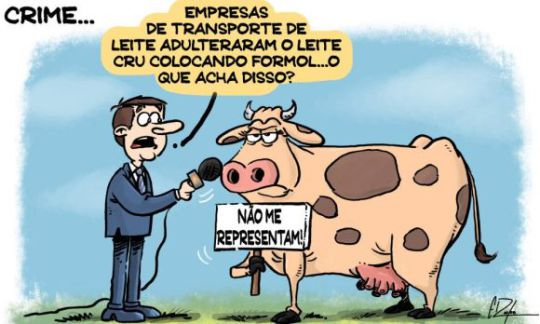 CRIME...
EMPRESAS
DE TRANSPORTE DE
LEITE ADULTERARAM O LEITE
CRU COLOCANDO FORMOL...O
QUE ACHA DISSO?
NÃO ME
REPRESENTAM!